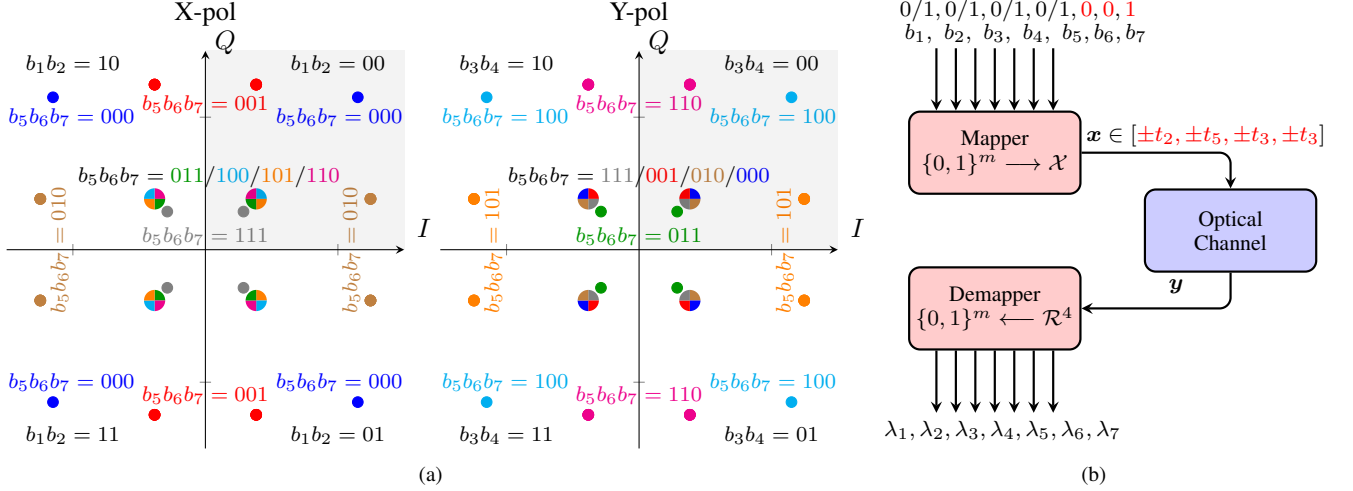 X-pol
Q
b₁b₂ = 10
b₁b₂ = 00
b₅b₆b₇ = 001
b₅b₆b₇ = 000
b₅b₆b₇ = 000
b₅b₆b₇ = 011/100/101/110
b₅b₆b₇ = 010
b₅b₆b₇ = 010
b₅b₆b₇ = 111
I
b₅b₆b₇ = 000
b₅b₆b₇ = 000
b₅b₆b₇ = 001
b₁b₂ = 11
b₁b₂ = 01
Y-pol
Q
b₃b₄ = 10
b₃b₄ = 00
b₅b₆b₇ = 110
b₅b₆b₇ = 100
b₅b₆b₇ = 100
b₅b₆b₇ = 111/001/010/000
b₅b₆b₇ = 101
b₅b₆b₇ = 101
b₅b₆b₇ = 011
I
b₅b₆b₇ = 100
b₅b₆b₇ = 100
b₅b₆b₇ = 110
b₃b₄ = 11
b₃b₄ = 01
(a)
0/1, 0/1, 0/1, 0/1, 0, 0, 1
b₁, b₂, b₃, b₄, b₅, b₆, b₇
Mapper
{0, 1}ᵐ ⟶ 𝒳
𝒙 ∈ [±t₂, ±t₅, ±t₃, ±t₃]
Optical
Channel
𝒚
Demapper
{0, 1}ᵐ ⟵ ℛ⁴
λ₁, λ₂, λ₃, λ₄, λ₅, λ₆, λ₇
(b)